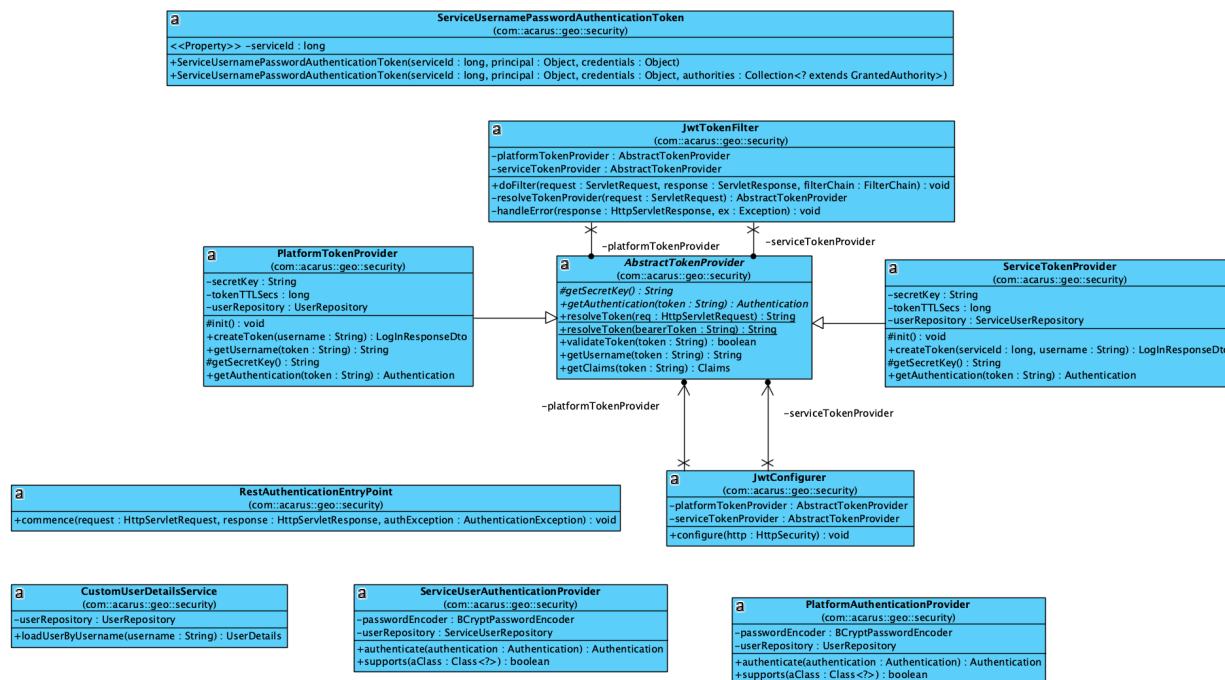 a
ServiceUsernamePasswordAuthenticationToken
(com::acarus::geo::security)
<<Property>> -serviceId : long
+ServiceUsernamePasswordAuthenticationToken(serviceId : long, principal : Object, credentials : Object)
+ServiceUsernamePasswordAuthenticationToken(serviceId : long, principal : Object, credentials : Object, authorities : Collection<? extends GrantedAuthority>)
a
JwtTokenFilter
(com::acarus::geo::security)
-platformTokenProvider : AbstractTokenProvider
-serviceTokenProvider : AbstractTokenProvider
+doFilter(request : ServletRequest, response : ServletResponse, filterChain : FilterChain) : void
-resolveTokenProvider(request : ServletRequest) : AbstractTokenProvider
-handleError(response : HttpServletResponse, ex : Exception) : void
-platformTokenProvider
-serviceTokenProvider
a
PlatformTokenProvider
(com::acarus::geo::security)
-secretKey : String
-tokenTTLSecs : long
-userRepository : UserRepository
#init() : void
+createToken(username : String) : LogInResponseDto
+getUsername(token : String) : String
#getSecretKey() : String
+getAuthentication(token : String) : Authentication
a
AbstractTokenProvider
(com::acarus::geo::security)
#getSecretKey() : String
+getAuthentication(token : String) : Authentication
+resolveToken(req : HttpServletRequest) : String
+resolveToken(bearerToken : String) : String
+validateToken(token : String) : boolean
+getUsername(token : String) : String
+getClaims(token : String) : Claims
a
ServiceTokenProvider
(com::acarus::geo::security)
-secretKey : String
-tokenTTLSecs : long
-userRepository : ServiceUserRepository
#init() : void
+createToken(serviceId : long, username : String) : LogInResponseDto
#getSecretKey() : String
+getAuthentication(token : String) : Authentication
-platformTokenProvider
-serviceTokenProvider
a
JwtConfigurer
(com::acarus::geo::security)
-platformTokenProvider : AbstractTokenProvider
-serviceTokenProvider : AbstractTokenProvider
+configure(http : HttpSecurity) : void
a
RestAuthenticationEntryPoint
(com::acarus::geo::security)
+commence(request : HttpServletRequest, response : HttpServletResponse, authException : AuthenticationException) : void
a
CustomUserDetailsService
(com::acarus::geo::security)
-userRepository : UserRepository
+loadUserByUsername(username : String) : UserDetails
a
ServiceUserAuthenticationProvider
(com::acarus::geo::security)
-passwordEncoder : BCryptPasswordEncoder
-userRepository : ServiceUserRepository
+authenticate(authentication : Authentication) : Authentication
+supports(aClass : Class<?>) : boolean
a
PlatformAuthenticationProvider
(com::acarus::geo::security)
-passwordEncoder : BCryptPasswordEncoder
-userRepository : UserRepository
+authenticate(authentication : Authentication) : Authentication
+supports(aClass : Class<?>) : boolean